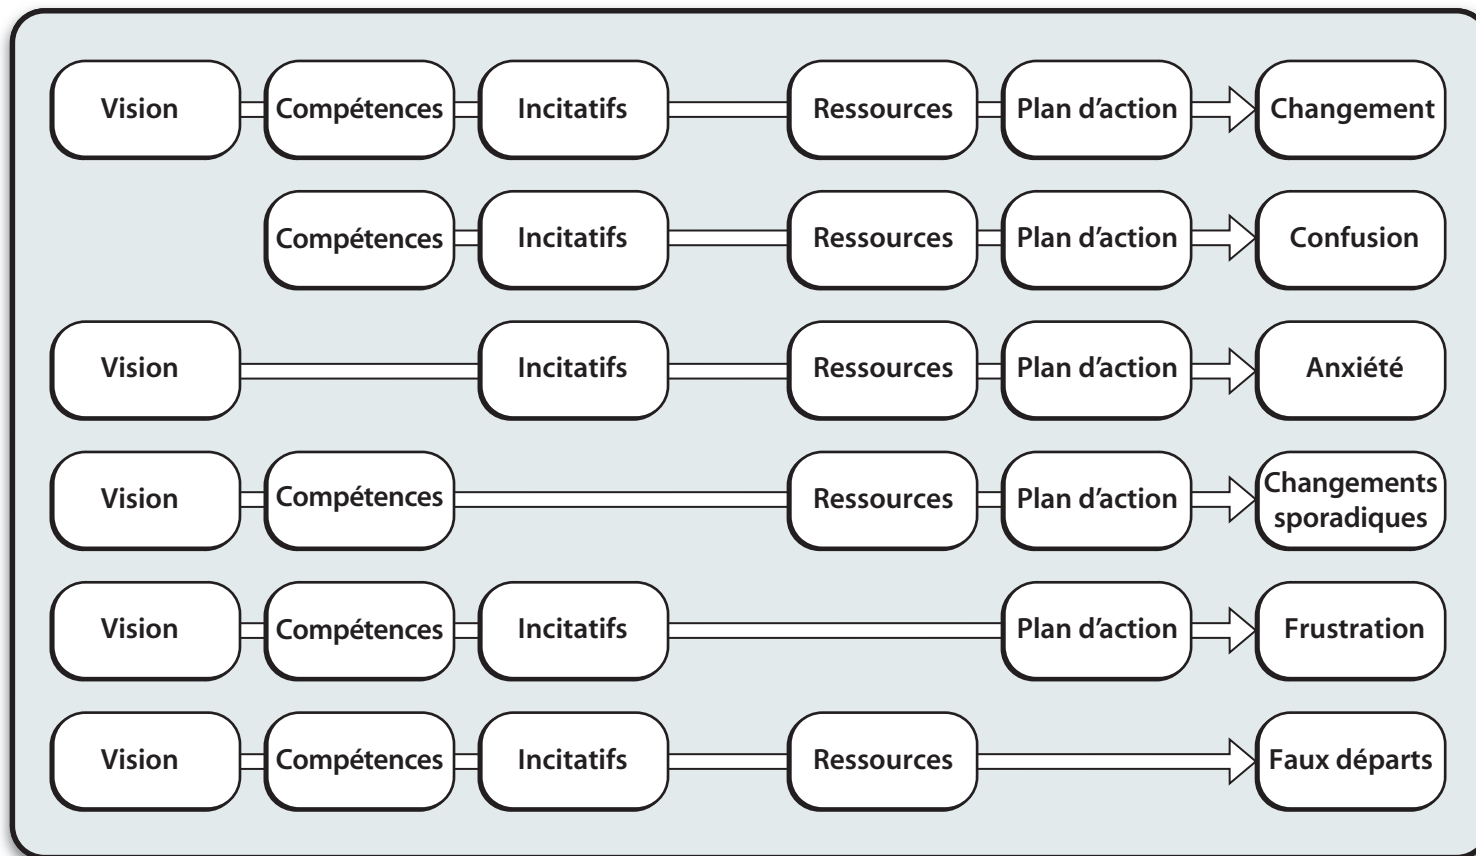 Vision Compétences Incitatifs Ressources Plan d’action Changement
Compétences Incitatifs Ressources Plan d’action Confusion
Vision Incitatifs Ressources Plan d’action Anxiété
Vision Compétences Ressources Plan d’action Changements
sporadiques
Vision Compétences Incitatifs Plan d’action Frustration
Vision Compétences Incitatifs Ressources Faux départs